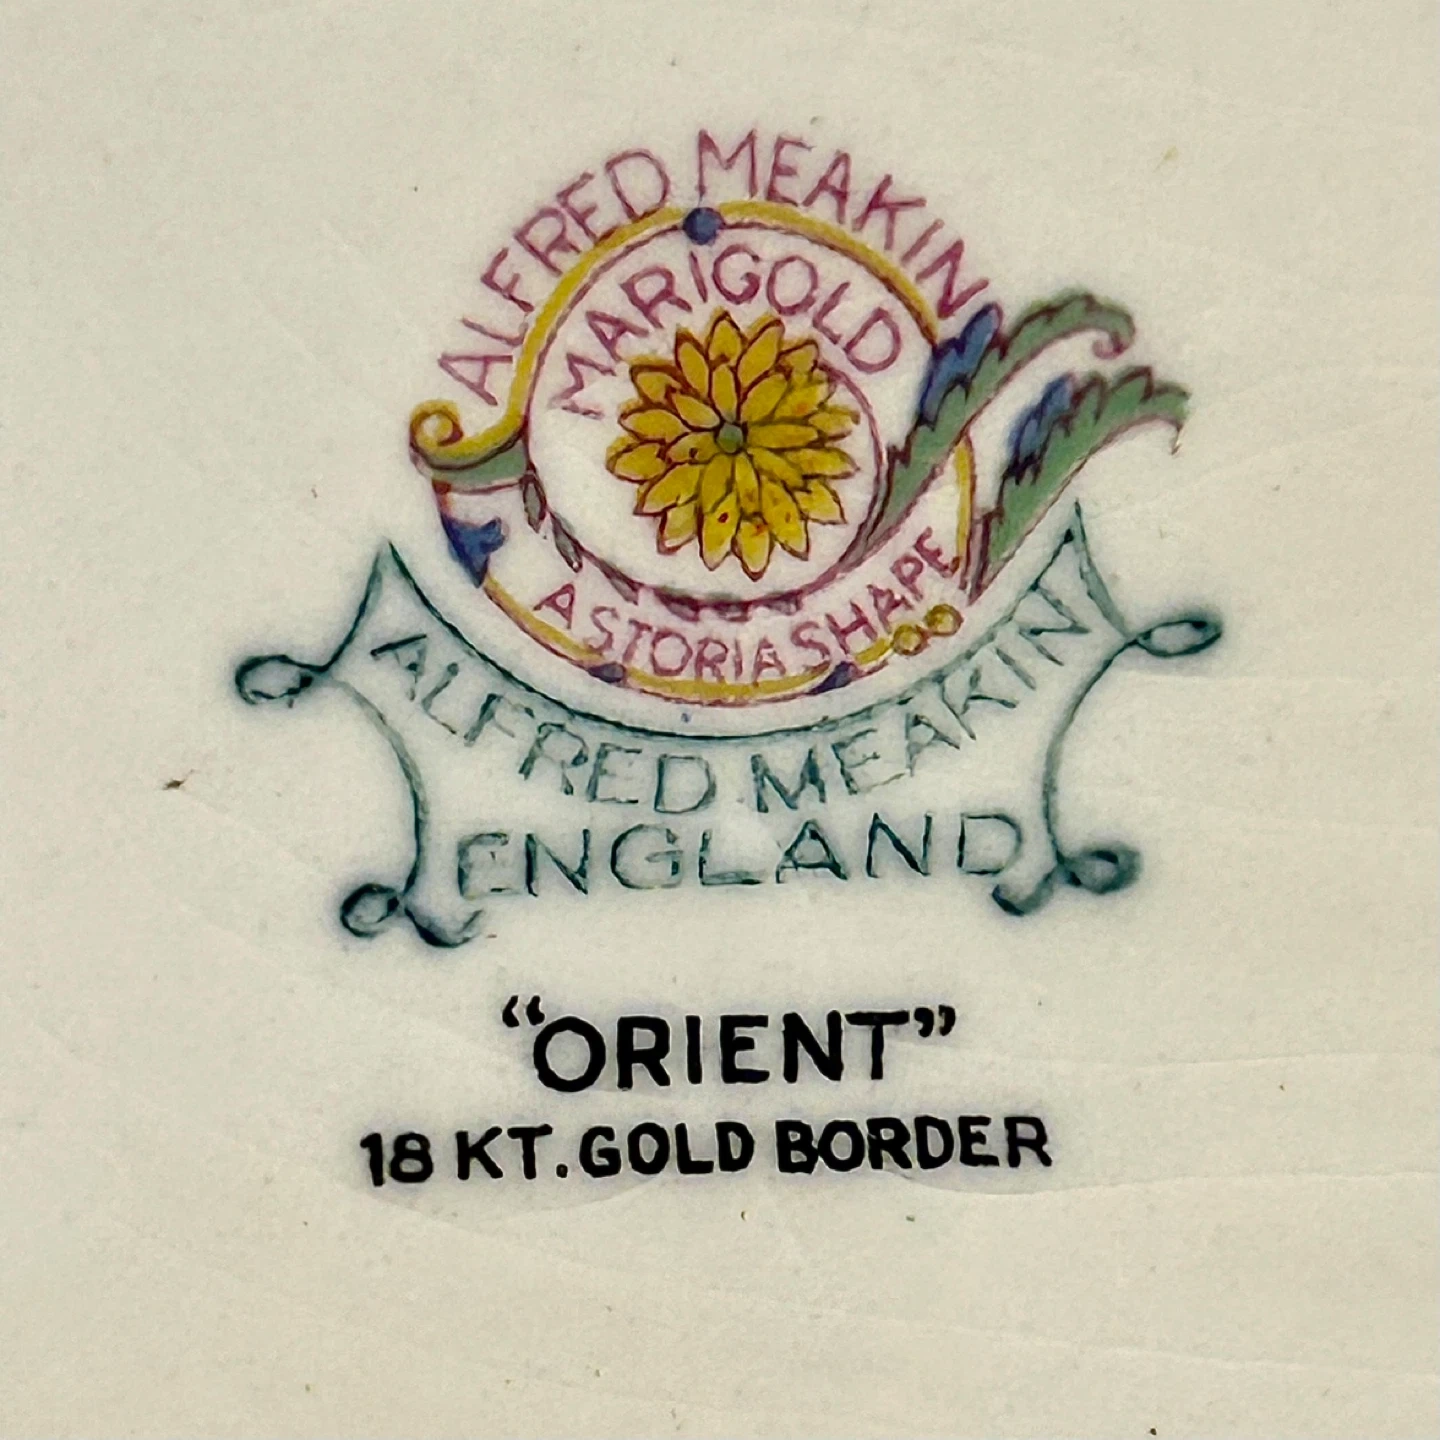 ALFRED MEAKIN
MARIGOLD
ASTORIA SHAPE
ALFRED MEAKIN
ENGLAND
“ORIENT”
18 KT. GOLD BORDER